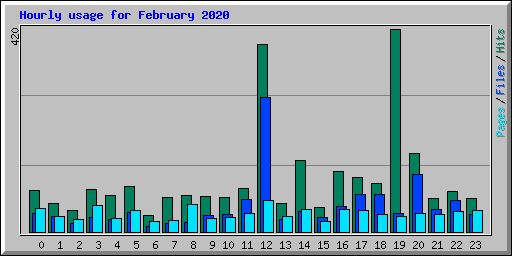 Hourly usage for February 2020
420
Pages/Files/Hits
0 1 2 3 4 5 6 7 8 9 10 11 12 13 14 15 16 17 18 19 20 21 22 23